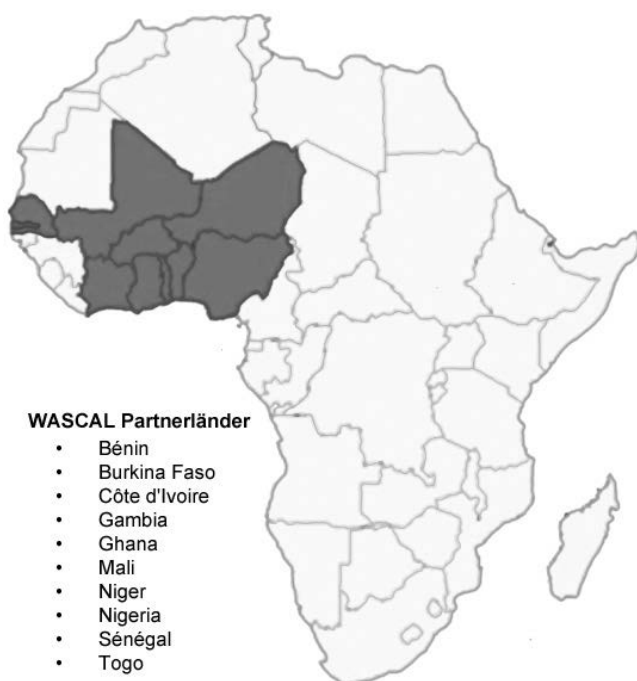 WASCAL Partnerländer
• Bénin
• Burkina Faso
• Côte d'Ivoire
• Gambia
• Ghana
• Mali
• Niger
• Nigeria
• Sénégal
• Togo